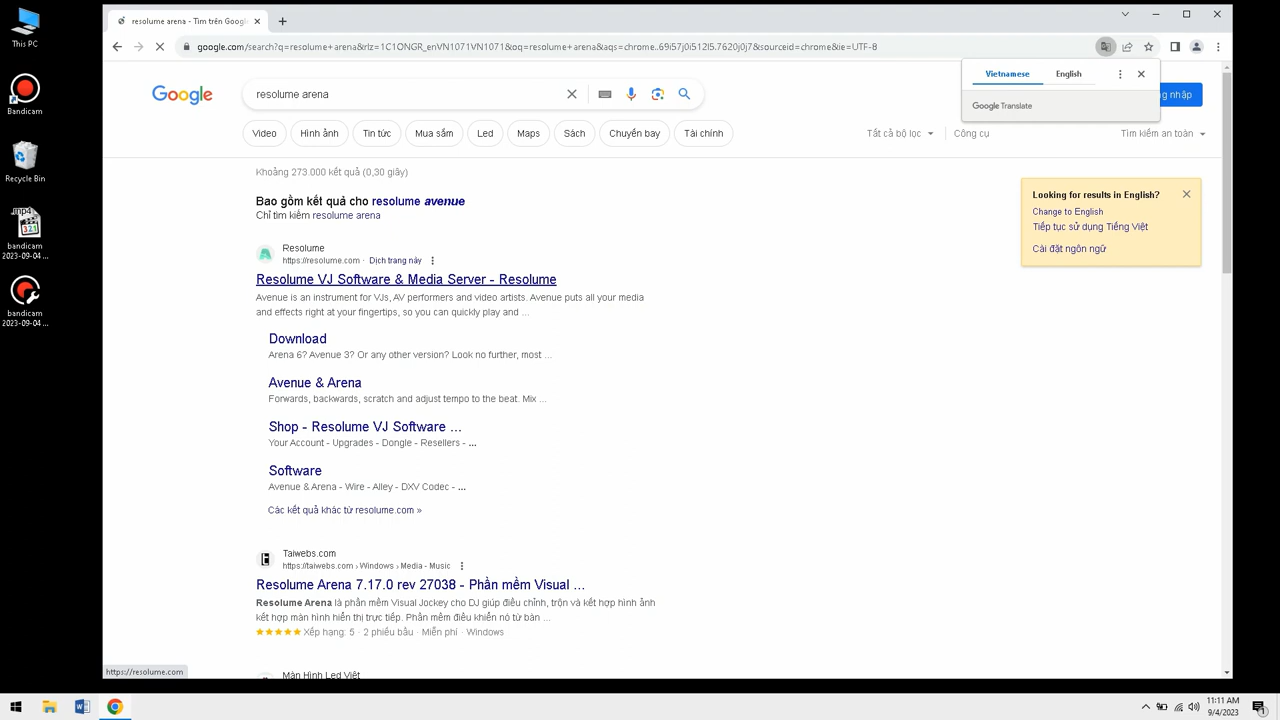 This PC
Bandicam
Recycle Bin
bandicam
2023-09-04 ...
bandicam
2023-09-04 ...
resolume arena - Tìm trên Google
google.com/search?q=resolume+arena&rlz=1C1ONGR_enVN1071VN1071&oq=resolume+arena&aqs=chrome..69i57j0i512l5.7620j0j7&sourceid=chrome&ie=UTF-8
Vietnamese English
Google Translate
Google
resolume arena
nhập
Video Hình ảnh Tin tức Mua sắm Led Maps Sách Chuyến bay Tài chính
Tất cả bộ lọc Công cụ Tìm kiếm an toàn
Khoảng 273.000 kết quả (0,30 giây)
Bao gồm kết quả cho resolume avenue
Chỉ tìm kiếm resolume arena
Looking for results in English?
Change to English
Tiếp tục sử dụng Tiếng Việt
Cài đặt ngôn ngữ
Resolume
https://resolume.com · Dịch trang này
Resolume VJ Software & Media Server - Resolume
Avenue is an instrument for VJs, AV performers and video artists. Avenue puts all your media
and effects right at your fingertips, so you can quickly play and ...
Download
Arena 6? Avenue 3? Or any other version? Look no further, most ...
Avenue & Arena
Forwards, backwards, scratch and adjust tempo to the beat. Mix ...
Shop - Resolume VJ Software ...
Your Account - Upgrades - Dongle - Resellers - ...
Software
Avenue & Arena - Wire - Alley - DXV Codec - ...
Các kết quả khác từ resolume.com »
Taiwebs.com
https://taiwebs.com › Windows › Media - Music
Resolume Arena 7.17.0 rev 27038 - Phần mềm Visual ...
Resolume Arena là phần mềm Visual Jockey cho DJ giúp điều chỉnh, trộn và kết hợp hình ảnh
kết hợp màn hình hiển thị trực tiếp. Phần mềm điều khiển nó từ bàn ...
Xếp hạng: 5 · 2 phiếu bầu · Miễn phí · Windows
Màn Hình Led Việt
https://resolume.com
11:11 AM
9/4/2023